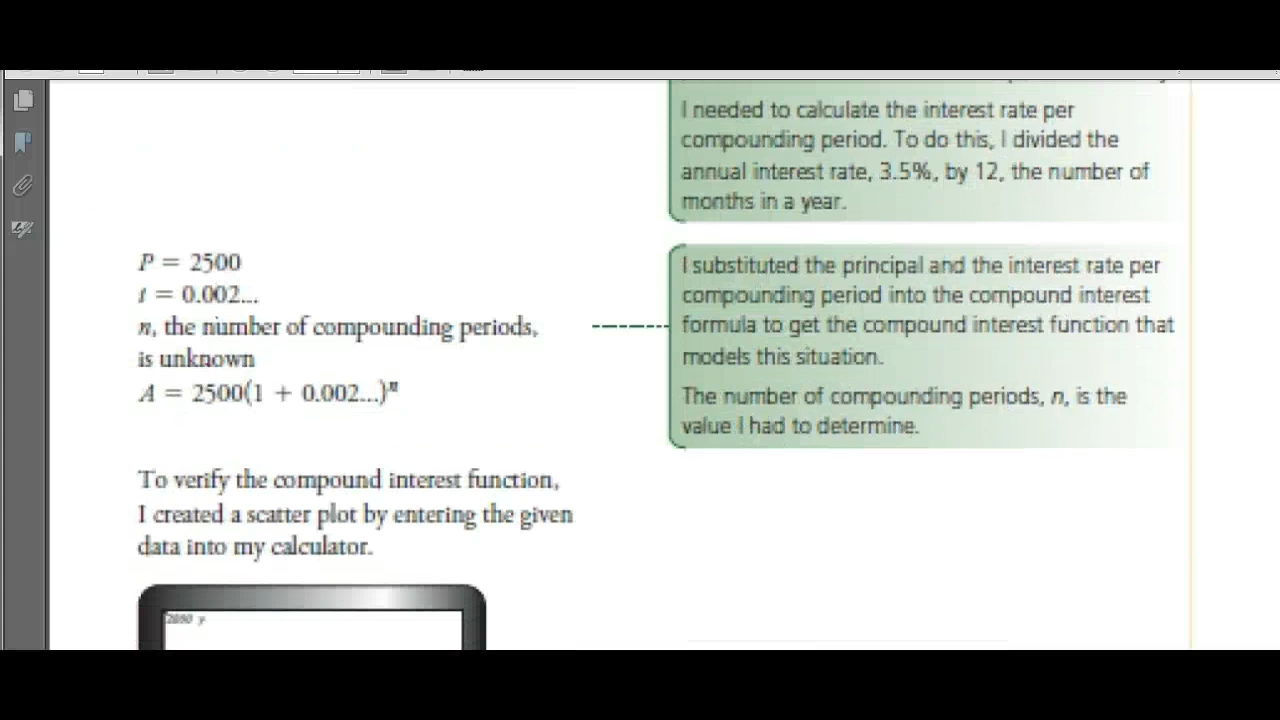 I needed to calculate the interest rate per
compounding period. To do this, I divided the
annual interest rate, 3.5%, by 12, the number of
months in a year.
P = 2500
i = 0.002...
n, the number of compounding periods,
is unknown
A = 2500(1 + 0.002...)ⁿ
I substituted the principal and the interest rate per
compounding period into the compound interest
formula to get the compound interest function that
models this situation.
The number of compounding periods, n, is the
value I had to determine.
To verify the compound interest function,
I created a scatter plot by entering the given
data into my calculator.
y